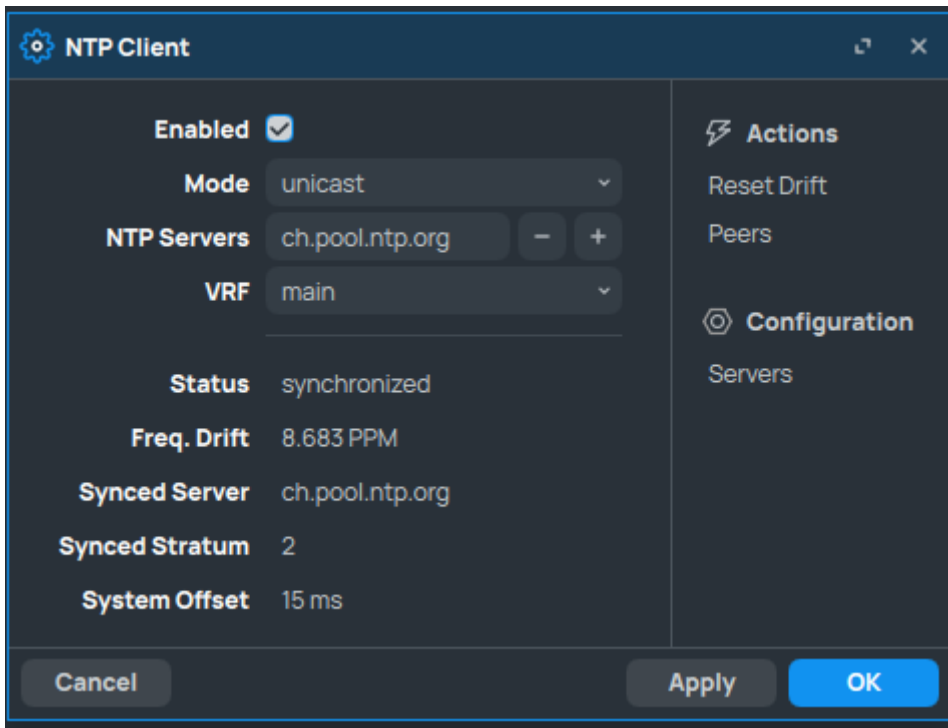 NTP Client
Enabled
Mode unicast
NTP Servers ch.pool.ntp.org - +
VRF main
Status synchronized
Freq. Drift 8.683 PPM
Synced Server ch.pool.ntp.org
Synced Stratum 2
System Offset 15 ms
Actions
Reset Drift
Peers
Configuration
Servers
Cancel Apply OK